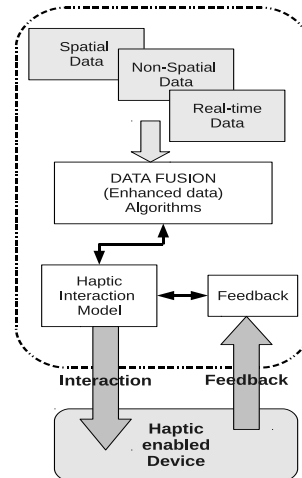 Spatial
Data
Non-Spatial
Data
Real-time
Data
DATA FUSION
(Enhanced data)
Algorithms
Haptic
Interaction
Model
Feedback
Interaction
Feedback
Haptic
enabled
Device